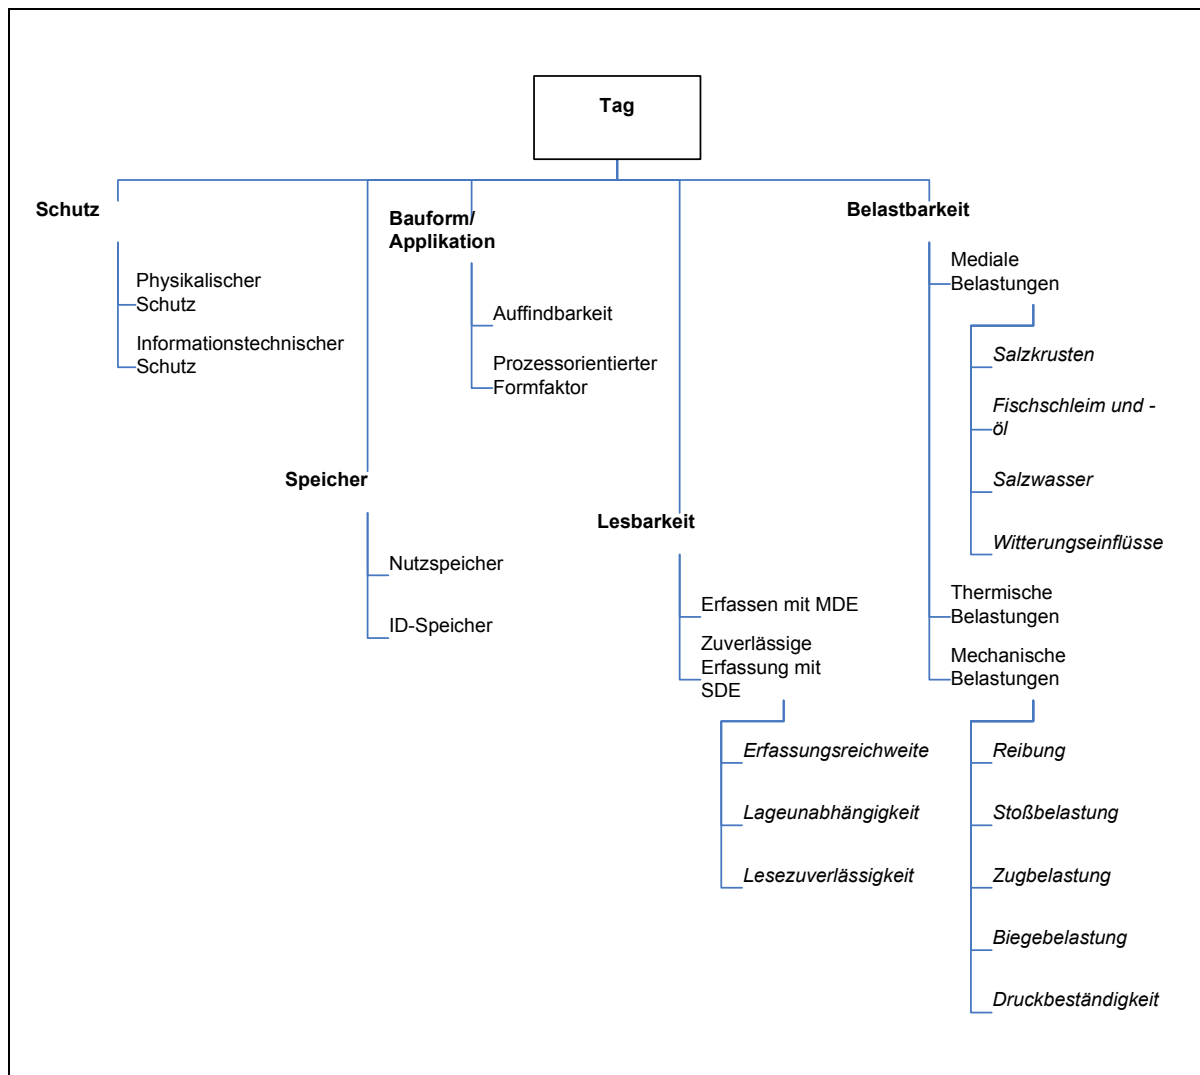 Tag
Schutz
Physikalischer
Schutz
Informationstechnischer
Schutz
Speicher
Nutzspeicher
ID-Speicher
Bauform/
Applikation
Auffindbarkeit
Prozessorientierter
Formfaktor
Lesbarkeit
Erfassen mit MDE
Zuverlässige
Erfassung mit
SDE
Erfassungsreichweite
Lageunabhängigkeit
Lesezuverlässigkeit
Belastbarkeit
Mediale
Belastungen
Salzkrusten
Fischschleim und -
öl
Salzwasser
Witterungseinflüsse
Thermische
Belastungen
Mechanische
Belastungen
Reibung
Stoßbelastung
Zugbelastung
Biegebelastung
Druckbeständigkeit